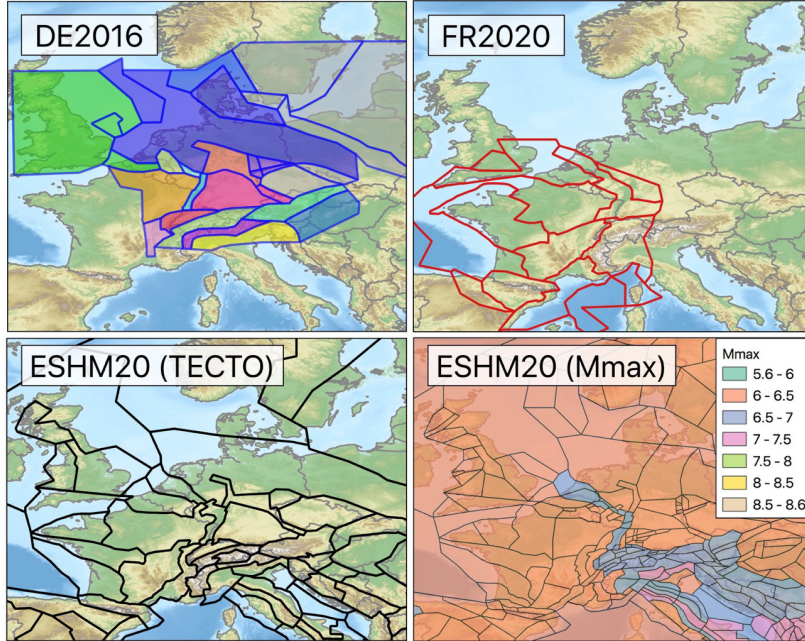 DE2016
FR2020
ESHM20 (TECTO)
ESHM20 (Mmax)
Mmax
5.6 - 6
6 - 6.5
6.5 - 7
7 - 7.5
7.5 - 8
8 - 8.5
8.5 - 8.6